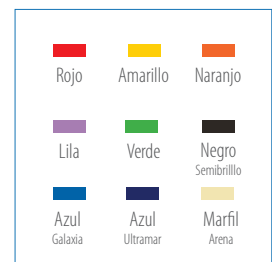 Rojo Amarillo Naranjo
Lila Verde Negro
Semibrilllo
Azul Azul Marfil
Galaxia Ultramar Arena